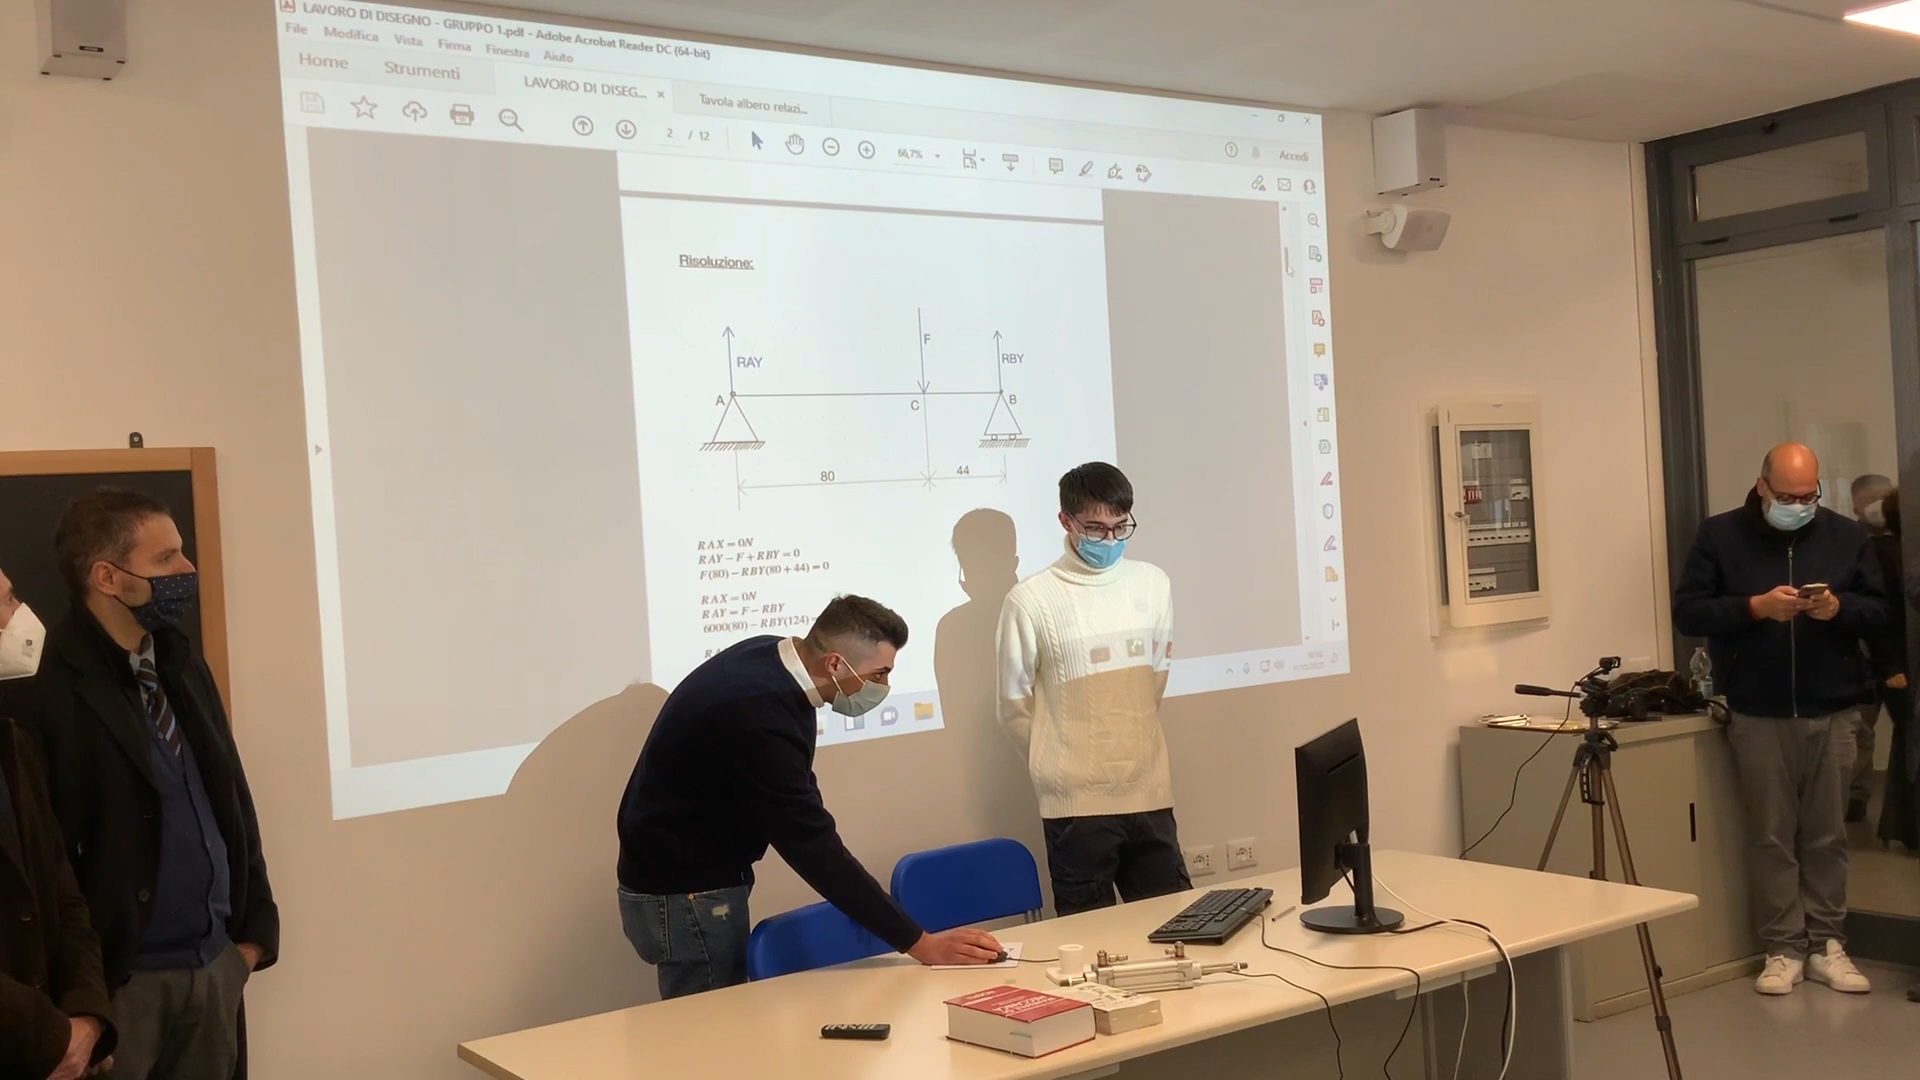 LAVORO DI DISEGNO - GRUPPO 1.pdf - Adobe Acrobat Reader DC (64-bit)
File Modifica Vista Firma Finestra Aiuto
Home Strumenti LAVORO DI DISEG... × Tavola albero relazi...
2 / 12 66,7%
Accedi
Risoluzione:
RAY F RBY
A C B
80 44
RAX = 0N
RAY − F + RBY = 0
F(80) − RBY(80 + 44) = 0
RAX = 0N
RAY = F − RBY
6000(80) − RBY(124)